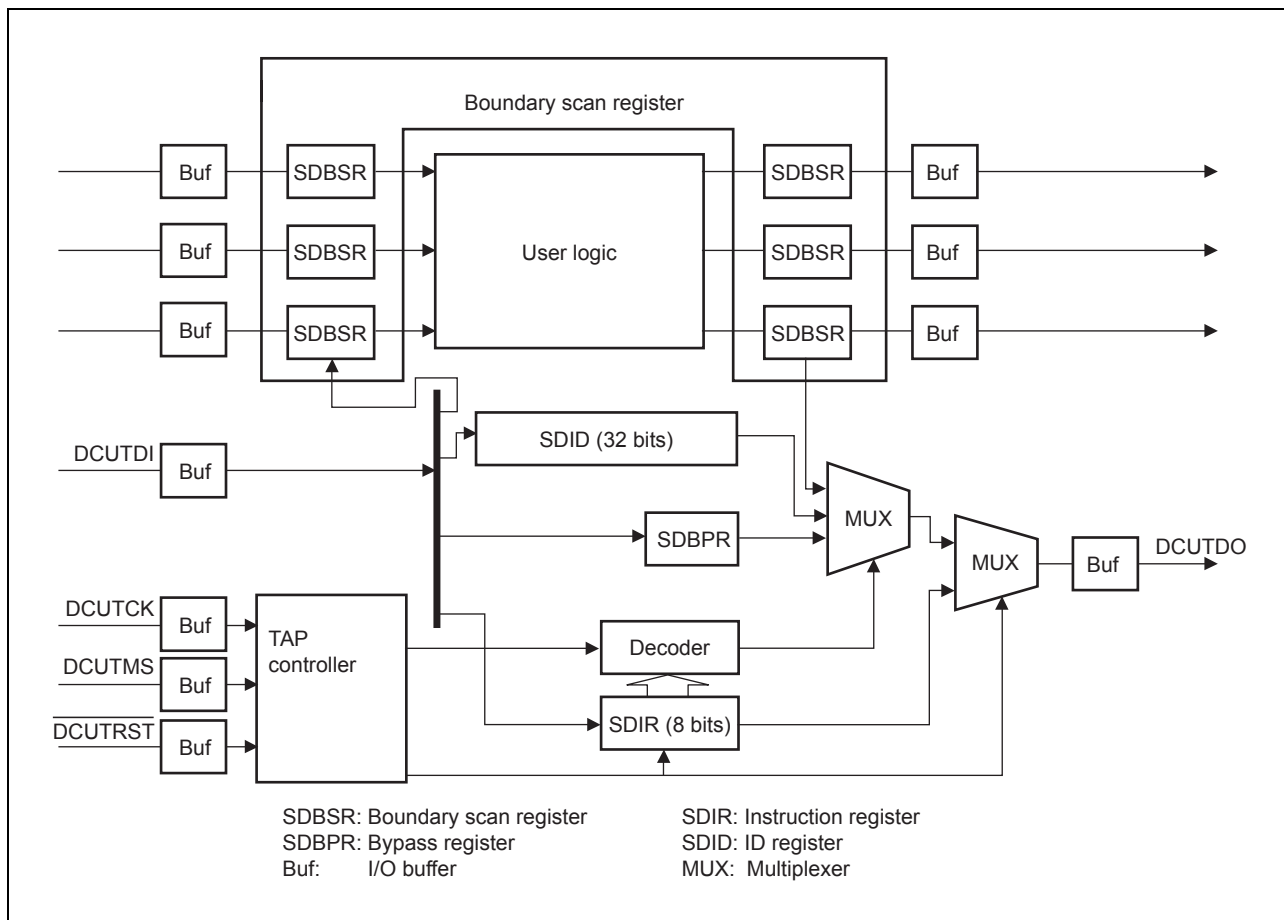 Boundary scan register
Buf SDBSR SDBSR Buf
Buf SDBSR User logic SDBSR Buf
Buf SDBSR SDBSR Buf
DCUTDI Buf SDID (32 bits)
MUX
SDBPR MUX Buf DCUTDO
DCUTCK Buf
TAP controller
Decoder
DCUTMS Buf
DCUTRST Buf
SDIR (8 bits)
SDBSR: Boundary scan register
SDBPR: Bypass register
Buf: I/O buffer
SDIR: Instruction register
SDID: ID register
MUX: Multiplexer